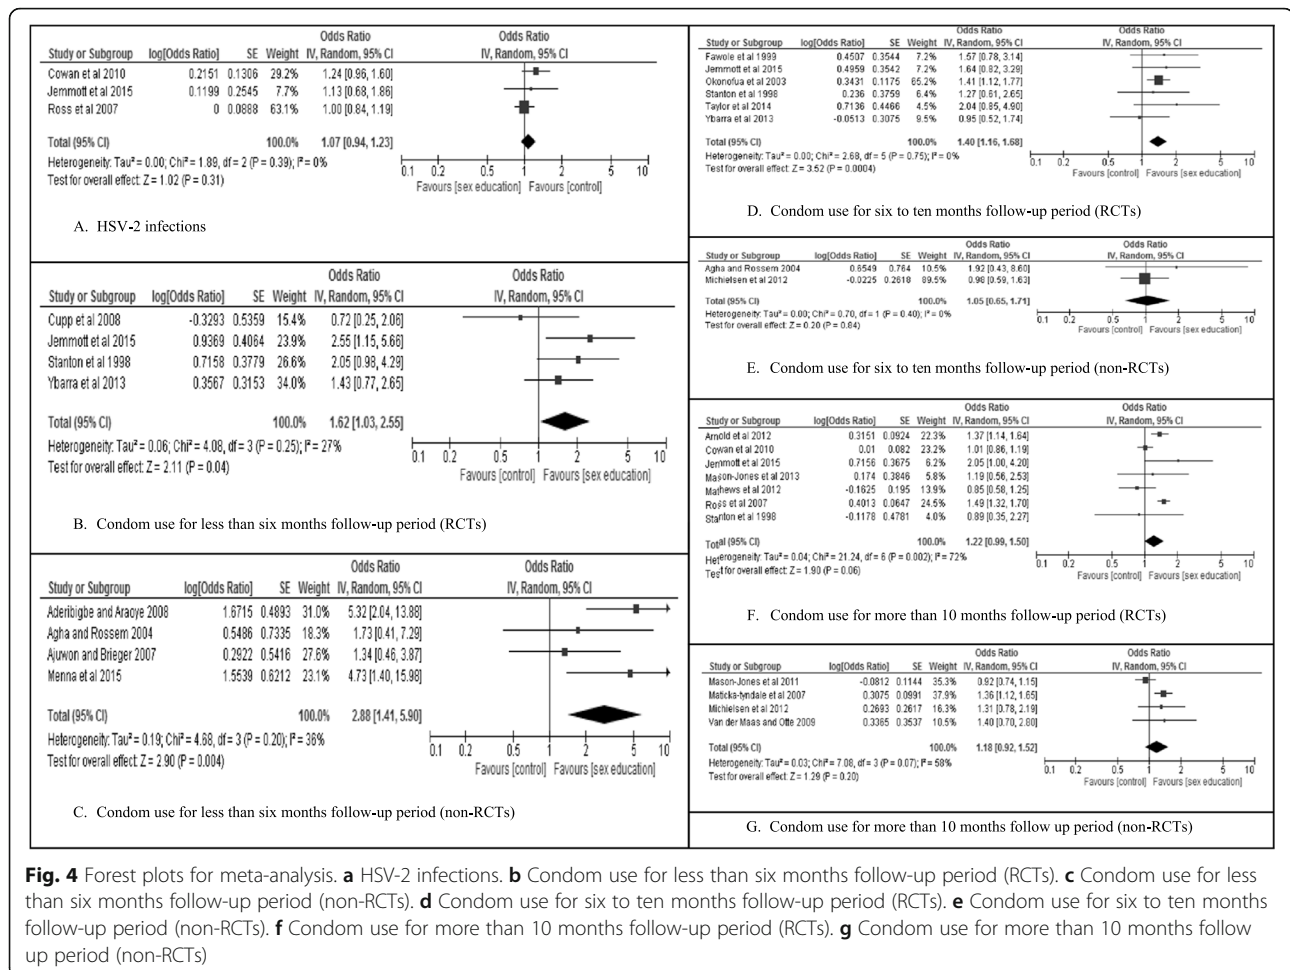 Odds Ratio Odds Ratio
Study or Subgroup log[Odds Ratio] SE Weight IV, Random, 95% CI IV, Random, 95% CI
Cowan et al 2010 0.2151 0.1306 29.2% 1.24 [0.96, 1.60]
Jemmott et al 2015 0.1199 0.2545 7.7% 1.13 [0.68, 1.86]
Ross et al 2007 0 0.0888 63.1% 1.00 [0.84, 1.19]
Total (95% CI) 100.0% 1.07 [0.94, 1.23]
Heterogeneity: Tau² = 0.00; Chi² = 1.89, df = 2 (P = 0.39); I² = 0%
Test for overall effect: Z = 1.02 (P = 0.31)
0.1 0.2 0.5 1 2 5 10
Favours [sex education] Favours [control]
A. HSV-2 infections
Odds Ratio Odds Ratio
Study or Subgroup log[Odds Ratio] SE Weight IV, Random, 95% CI IV, Random, 95% CI
Cupp et al 2008 -0.3293 0.5359 15.4% 0.72 [0.25, 2.06]
Jemmott et al 2015 0.9369 0.4064 23.9% 2.55 [1.15, 5.66]
Stanton et al 1998 0.7158 0.3779 26.6% 2.05 [0.98, 4.29]
Ybarra et al 2013 0.3567 0.3153 34.0% 1.43 [0.77, 2.65]
Total (95% CI) 100.0% 1.62 [1.03, 2.55]
Heterogeneity: Tau² = 0.06; Chi² = 4.08, df = 3 (P = 0.25); I² = 27%
Test for overall effect: Z = 2.11 (P = 0.04)
0.1 0.2 0.5 1 2 5 10
Favours [control] Favours [sex education]
B. Condom use for less than six months follow-up period (RCTs)
Odds Ratio Odds Ratio
Study or Subgroup log[Odds Ratio] SE Weight IV, Random, 95% CI IV, Random, 95% CI
Aderibigbe and Araoye 2008 1.6715 0.4893 31.0% 5.32 [2.04, 13.88]
Agha and Rossem 2004 0.5486 0.7335 18.3% 1.73 [0.41, 7.29]
Ajuwon and Brieger 2007 0.2922 0.5416 27.6% 1.34 [0.46, 3.87]
Menna et al 2015 1.5539 0.6212 23.1% 4.73 [1.40, 15.98]
Total (95% CI) 100.0% 2.88 [1.41, 5.90]
Heterogeneity: Tau² = 0.19; Chi² = 4.68, df = 3 (P = 0.20); I² = 36%
Test for overall effect: Z = 2.90 (P = 0.004)
0.1 0.2 0.5 1 2 5 10
Favours [control] Favours [sex education]
C. Condom use for less than six months follow-up period (non-RCTs)
Odds Ratio Odds Ratio
Study or Subgroup log[Odds Ratio] SE Weight IV, Random, 95% CI IV, Random, 95% CI
Fawole et al 1999 0.4507 0.3544 7.2% 1.57 [0.78, 3.14]
Jemmott et al 2015 0.4959 0.3542 7.2% 1.64 [0.82, 3.29]
Okonofua et al 2003 0.3431 0.1175 65.2% 1.41 [1.12, 1.77]
Stanton et al 1998 0.236 0.3759 6.4% 1.27 [0.61, 2.65]
Taylor et al 2014 0.7136 0.4466 4.5% 2.04 [0.85, 4.90]
Ybarra et al 2013 -0.0513 0.3075 9.5% 0.95 [0.52, 1.74]
Total (95% CI) 100.0% 1.40 [1.16, 1.68]
Heterogeneity: Tau² = 0.00; Chi² = 2.68, df = 5 (P = 0.75); I² = 0%
Test for overall effect: Z = 3.52 (P = 0.0004)
0.1 0.2 0.5 1 2 5 10
Favours [control] Favours [sex education]
D. Condom use for six to ten months follow-up period (RCTs)
Odds Ratio Odds Ratio
Study or Subgroup log[Odds Ratio] SE Weight IV, Random, 95% CI IV, Random, 95% CI
Agha and Rossem 2004 0.6549 0.764 10.5% 1.92 [0.43, 8.60]
Michielsen et al 2012 -0.0225 0.2618 89.5% 0.98 [0.59, 1.63]
Total (95% CI) 100.0% 1.05 [0.65, 1.71]
Heterogeneity: Tau² = 0.00; Chi² = 0.70, df = 1 (P = 0.40); I² = 0%
Test for overall effect: Z = 0.20 (P = 0.84)
0.1 0.2 0.5 1 2 5 10
Favours [control] Favours [sex education]
E. Condom use for six to ten months follow-up period (non-RCTs)
Odds Ratio Odds Ratio
Study or Subgroup log[Odds Ratio] SE Weight IV, Random, 95% CI IV, Random, 95% CI
Arnold et al 2012 0.3151 0.0924 22.3% 1.37 [1.14, 1.64]
Cowan et al 2010 0.01 0.082 23.2% 1.01 [0.86, 1.19]
Jemmott et al 2015 0.7156 0.3675 6.2% 2.05 [1.00, 4.20]
Mason-Jones et al 2013 0.174 0.3846 5.8% 1.19 [0.56, 2.53]
Mathews et al 2012 -0.1625 0.195 13.9% 0.85 [0.58, 1.25]
Ross et al 2007 0.4013 0.0647 24.5% 1.49 [1.32, 1.70]
Stanton et al 1998 -0.1178 0.4781 4.0% 0.89 [0.35, 2.27]
Total (95% CI) 100.0% 1.22 [0.99, 1.50]
Heterogeneity: Tau² = 0.04; Chi² = 21.24, df = 6 (P = 0.002); I² = 72%
Test for overall effect: Z = 1.90 (P = 0.06)
0.1 0.2 0.5 1 2 5 10
Favours [control] Favours [sex education]
F. Condom use for more than 10 months follow-up period (RCTs)
Odds Ratio Odds Ratio
Study or Subgroup log[Odds Ratio] SE Weight IV, Random, 95% CI IV, Random, 95% CI
Mason-Jones et al 2011 -0.0812 0.1144 35.3% 0.92 [0.74, 1.15]
Maticka-tyndale et al 2007 0.3075 0.0991 37.9% 1.36 [1.12, 1.65]
Michielsen et al 2012 0.2693 0.2617 16.3% 1.31 [0.78, 2.19]
Van der Maas and Otte 2009 0.3365 0.3537 10.5% 1.40 [0.70, 2.80]
Total (95% CI) 100.0% 1.18 [0.92, 1.52]
Heterogeneity: Tau² = 0.03; Chi² = 7.08, df = 3 (P = 0.07); I² = 58%
Test for overall effect: Z = 1.29 (P = 0.20)
0.1 0.2 0.5 1 2 5 10
Favours [control] Favours [sex education]
G. Condom use for more than 10 months follow up period (non-RCTs)
Fig. 4 Forest plots for meta-analysis. a HSV-2 infections. b Condom use for less than six months follow-up period (RCTs). c Condom use for less
than six months follow-up period (non-RCTs). d Condom use for six to ten months follow-up period (RCTs). e Condom use for six to ten months
follow-up period (non-RCTs). f Condom use for more than 10 months follow-up period (RCTs). g Condom use for more than 10 months follow
up period (non-RCTs)